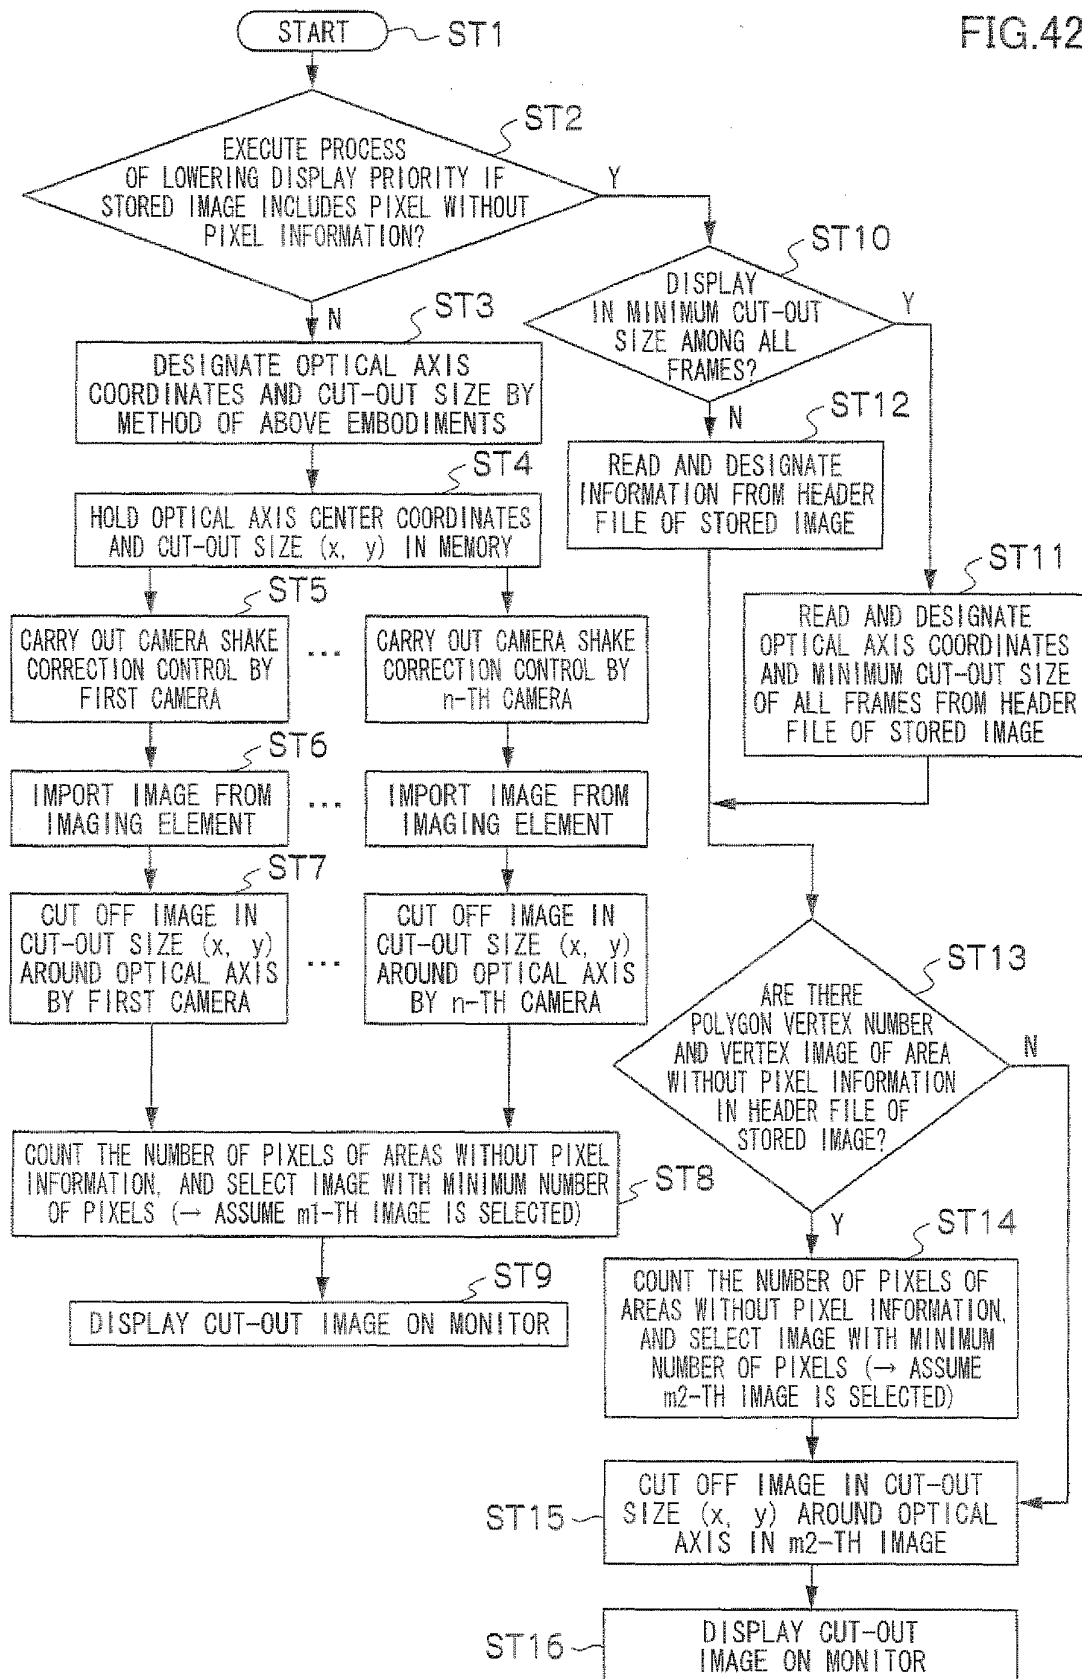 FIG.42
START
ST1
ST2
EXECUTE PROCESS
OF LOWERING DISPLAY PRIORITY IF
STORED IMAGE INCLUDES PIXEL WITHOUT
PIXEL INFORMATION?
Y
N
ST3
DESIGNATE OPTICAL AXIS
COORDINATES AND CUT-OUT SIZE BY
METHOD OF ABOVE EMBODIMENTS
ST4
HOLD OPTICAL AXIS CENTER COORDINATES
AND CUT-OUT SIZE (x, y) IN MEMORY
ST5
CARRY OUT CAMERA SHAKE
CORRECTION CONTROL BY
FIRST CAMERA
...
CARRY OUT CAMERA SHAKE
CORRECTION CONTROL BY
n-TH CAMERA
ST6
IMPORT IMAGE FROM
IMAGING ELEMENT
...
IMPORT IMAGE FROM
IMAGING ELEMENT
ST7
CUT OFF IMAGE IN
CUT-OUT SIZE (x, y)
AROUND OPTICAL AXIS
BY FIRST CAMERA
...
CUT OFF IMAGE IN
CUT-OUT SIZE (x, y)
AROUND OPTICAL AXIS
BY n-TH CAMERA
COUNT THE NUMBER OF PIXELS OF AREAS WITHOUT PIXEL
INFORMATION, AND SELECT IMAGE WITH MINIMUM NUMBER
OF PIXELS (→ ASSUME m1-TH IMAGE IS SELECTED)
ST8
ST9
DISPLAY CUT-OUT IMAGE ON MONITOR
ST10
DISPLAY
IN MINIMUM CUT-OUT
SIZE AMONG ALL
FRAMES?
Y
N
ST12
READ AND DESIGNATE
INFORMATION FROM HEADER
FILE OF STORED IMAGE
ST11
READ AND DESIGNATE
OPTICAL AXIS COORDINATES
AND MINIMUM CUT-OUT SIZE
OF ALL FRAMES FROM HEADER
FILE OF STORED IMAGE
ST13
ARE THERE
POLYGON VERTEX NUMBER
AND VERTEX IMAGE OF AREA
WITHOUT PIXEL INFORMATION
IN HEADER FILE OF
STORED IMAGE?
N
Y
ST14
COUNT THE NUMBER OF PIXELS OF
AREAS WITHOUT PIXEL INFORMATION,
AND SELECT IMAGE WITH MINIMUM
NUMBER OF PIXELS (→ ASSUME
m2-TH IMAGE IS SELECTED)
ST15
CUT OFF IMAGE IN CUT-OUT
SIZE (x, y) AROUND OPTICAL
AXIS IN m2-TH IMAGE
ST16
DISPLAY CUT-OUT
IMAGE ON MONITOR